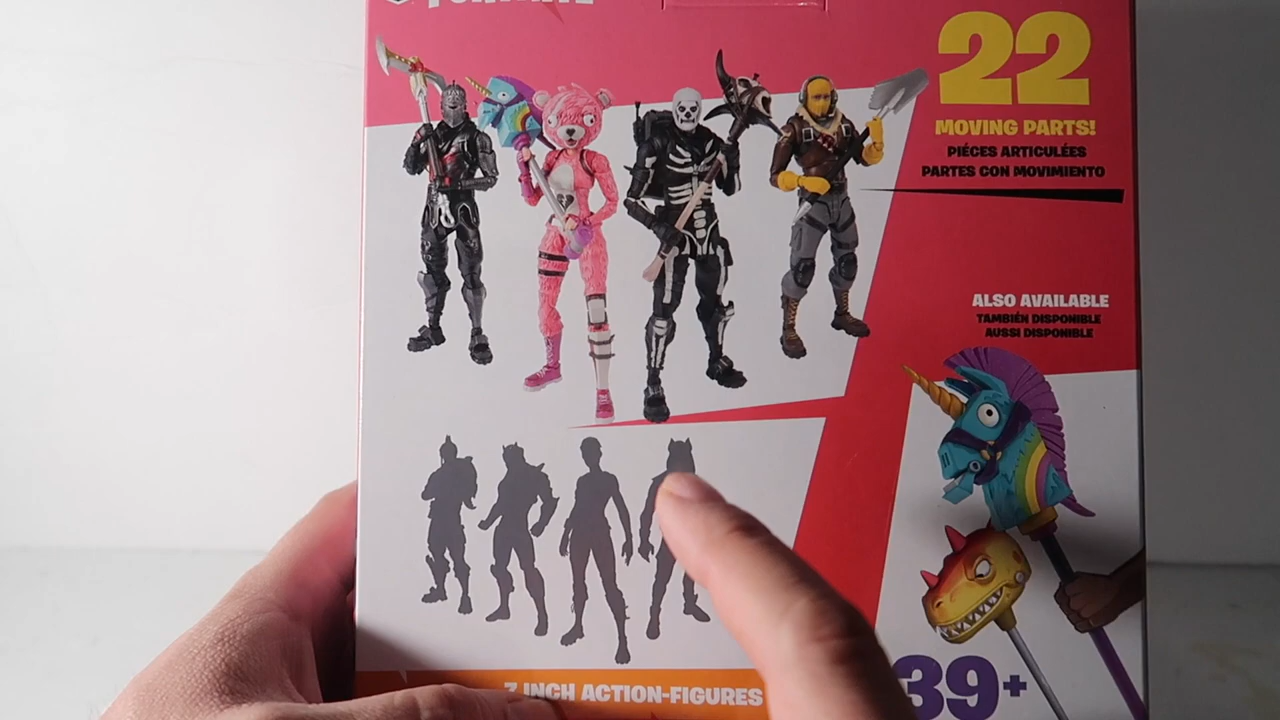 22
MOVING PARTS!
PIÉCES ARTICULÉES
PARTES CON MOVIMIENTO
ALSO AVAILABLE
TAMBIÉN DISPONIBLE
AUSSI DISPONIBLE
39+
7 INCH ACTION-FIGURES